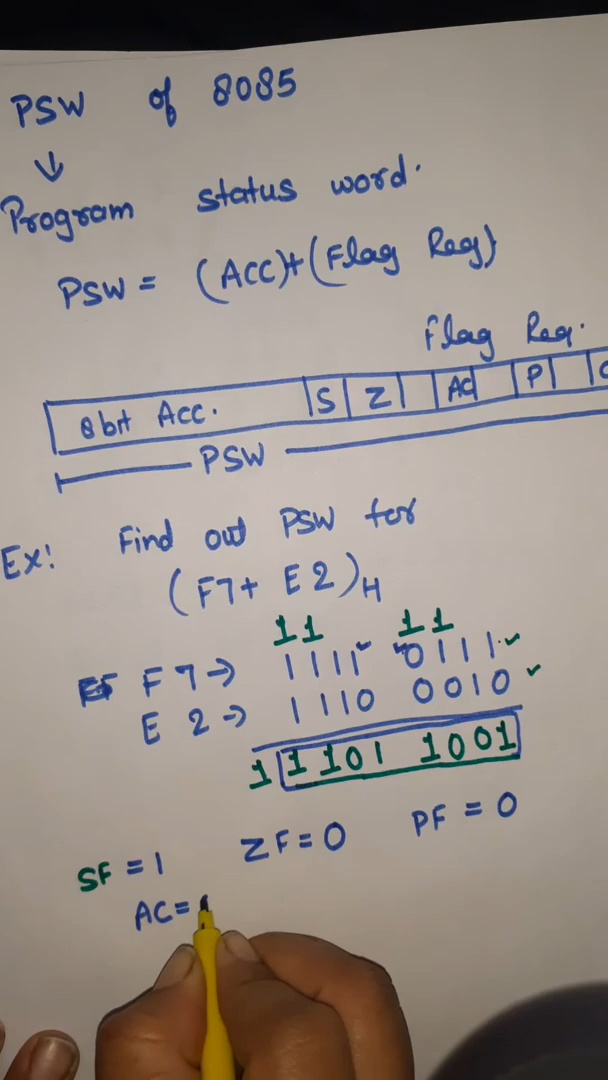 PSW of 8085
↓
Program status word.
PSW = (ACC)+(Flag Reg)
Flag Reg.
8bit Acc. S Z AC P C
PSW
Ex: Find out PSW for
(F7+ E2)H
11 11
F7→ 1111 0111
E2→ 1110 0010
1 1101 1001
SF = 1 ZF = 0 PF = 0
AC=